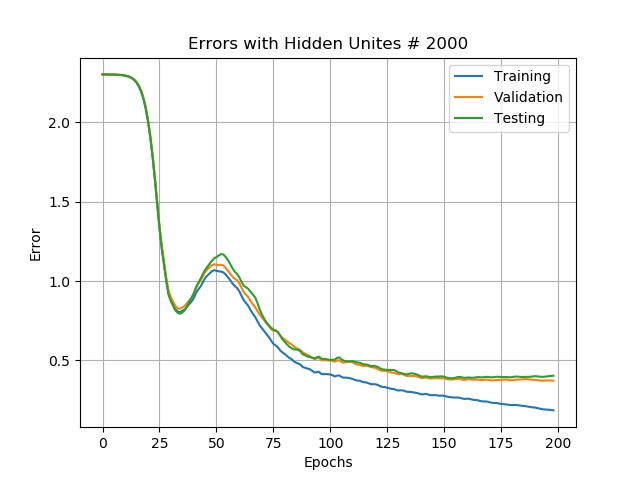 Errors with Hidden Unites # 2000
Training
Validation
Testing
Error
2.0
1.5
1.0
0.5
0 25 50 75 100 125 150 175 200
Epochs